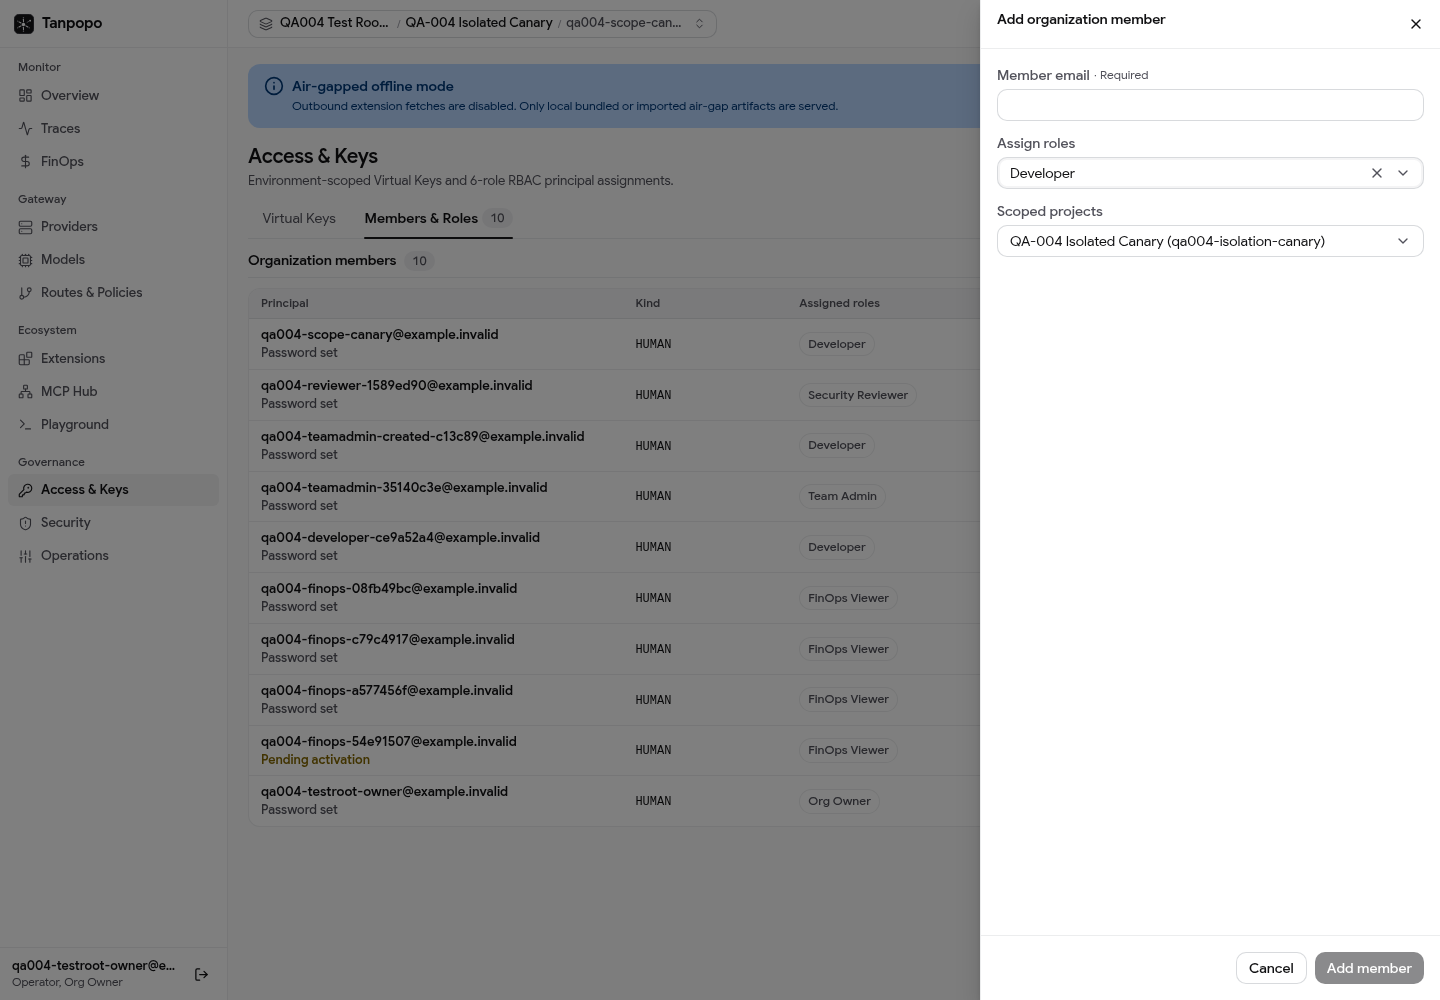 Tanpopo
Monitor
Overview
Traces
FinOps
Gateway
Providers
Models
Routes & Policies
Ecosystem
Extensions
MCP Hub
Playground
Governance
Access & Keys
Security
Operations
qa004-testroot-owner@e...
Operator, Org Owner
QA004 Test Roo... / QA-004 Isolated Canary / qa004-scope-can...
Air-gapped offline mode
Outbound extension fetches are disabled. Only local bundled or imported air-gap artifacts are served.
Access & Keys
Environment-scoped Virtual Keys and 6-role RBAC principal assignments.
Virtual Keys Members & Roles 10
Organization members 10
Principal Kind Assigned roles
qa004-scope-canary@example.invalid
Password set
HUMAN Developer
qa004-reviewer-1589ed90@example.invalid
Password set
HUMAN Security Reviewer
qa004-teamadmin-created-c13c89@example.invalid
Password set
HUMAN Developer
qa004-teamadmin-35140c3e@example.invalid
Password set
HUMAN Team Admin
qa004-developer-ce9a52a4@example.invalid
Password set
HUMAN Developer
qa004-finops-08fb49bc@example.invalid
Password set
HUMAN FinOps Viewer
qa004-finops-c79c4917@example.invalid
Password set
HUMAN FinOps Viewer
qa004-finops-a577456f@example.invalid
Password set
HUMAN FinOps Viewer
qa004-finops-54e91507@example.invalid
Pending activation
HUMAN FinOps Viewer
qa004-testroot-owner@example.invalid
Password set
HUMAN Org Owner
Add organization member
Member email · Required
Assign roles
Developer
Scoped projects
QA-004 Isolated Canary (qa004-isolation-canary)
Cancel Add member